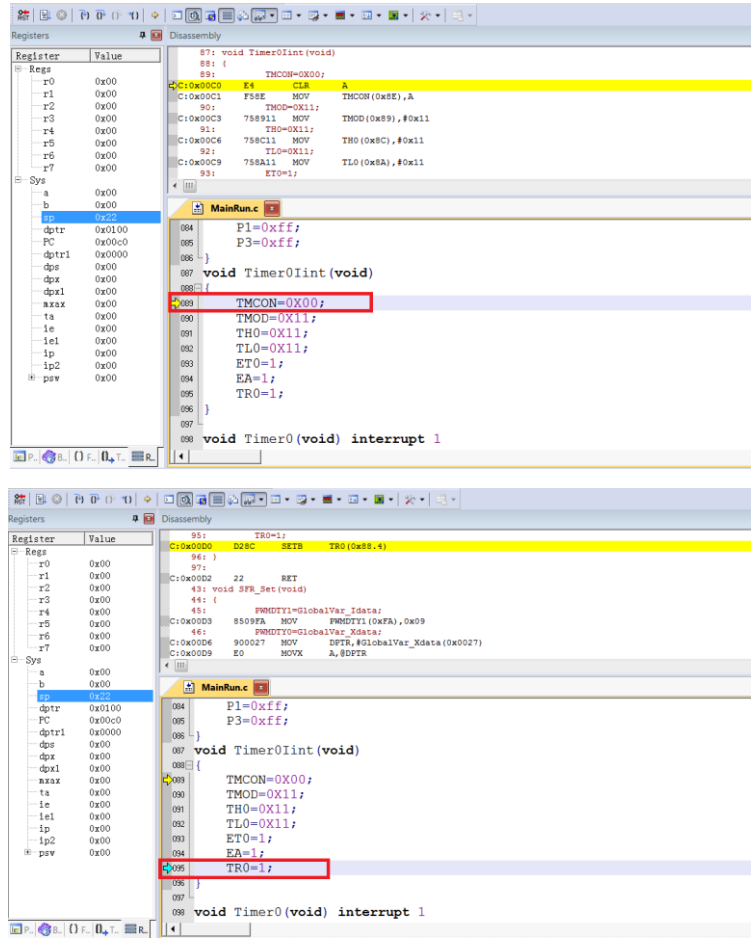 Registers
Register Value
Regs
r0 0x00
r1 0x00
r2 0x00
r3 0x00
r4 0x00
r5 0x00
r6 0x00
r7 0x00
Sys
a 0x00
b 0x00
sp 0x22
dptr 0x0100
PC 0x00c0
dptr1 0x0000
dps 0x00
dpx 0x00
dpx1 0x00
mxax 0x00
ta 0x00
ie 0x00
ie1 0x00
ip 0x00
ip2 0x00
psw 0x00
Disassembly
87: void Timer0Iint(void)
88: {
89: TMCON=0X00;
C:0x00C0 E4 CLR A
C:0x00C1 F58E MOV TMCON(0x8E),A
90: TMOD=0X11;
C:0x00C3 758911 MOV TMOD(0x89),#0x11
91: TH0=0X11;
C:0x00C6 758C11 MOV TH0(0x8C),#0x11
92: TL0=0X11;
C:0x00C9 758A11 MOV TL0(0x8A),#0x11
93: ET0=1;
MainRun.c
084 P1=0xff;
085 P3=0xff;
086 }
087 void Timer0Iint(void)
088 {
089 TMCON=0X00;
090 TMOD=0X11;
091 TH0=0X11;
092 TL0=0X11;
093 ET0=1;
094 EA=1;
095 TR0=1;
096 }
097
098 void Timer0(void) interrupt 1
P... B... {} F... {}, T... R...
Registers
Register Value
Regs
r0 0x00
r1 0x00
r2 0x00
r3 0x00
r4 0x00
r5 0x00
r6 0x00
r7 0x00
Sys
a 0x00
b 0x00
sp 0x22
dptr 0x0100
PC 0x00c0
dptr1 0x0000
dps 0x00
dpx 0x00
dpx1 0x00
mxax 0x00
ta 0x00
ie 0x00
ie1 0x00
ip 0x00
ip2 0x00
psw 0x00
Disassembly
95: TR0=1;
C:0x00D0 D28C SETB TR0(0x88.4)
96: }
97:
C:0x00D2 22 RET
43: void SFR_Set(void)
44: {
45: PWMDTY1=GlobalVar_Idata;
C:0x00D3 8509FA MOV PWMDTY1(0xFA),0x09
46: PWMDTY0=GlobalVar_Xdata;
C:0x00D6 900027 MOV DPTR,#GlobalVar_Xdata(0x0027)
C:0x00D9 E0 MOVX A,@DPTR
MainRun.c
084 P1=0xff;
085 P3=0xff;
086 }
087 void Timer0Iint(void)
088 {
089 TMCON=0X00;
090 TMOD=0X11;
091 TH0=0X11;
092 TL0=0X11;
093 ET0=1;
094 EA=1;
095 TR0=1;
096 }
097
098 void Timer0(void) interrupt 1
P... B... {} F... {}, T... R...